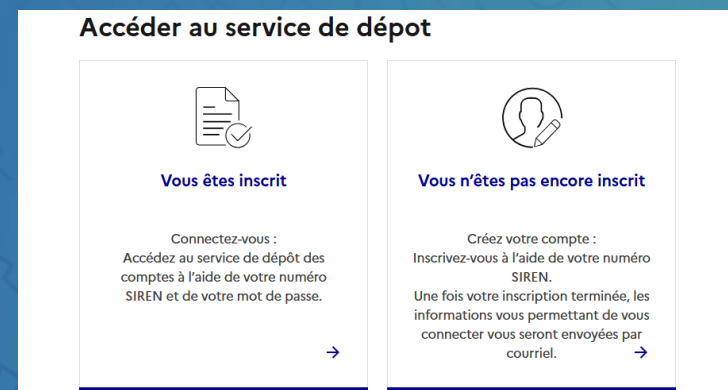 Accéder au service de dépot
Vous êtes inscrit
Connectez-vous :
Accédez au service de dépôt des
comptes à l'aide de votre numéro
SIREN et de votre mot de passe.
Vous n'êtes pas encore inscrit
Créez votre compte :
Inscrivez-vous à l'aide de votre numéro
SIREN.
Une fois votre inscription terminée, les
informations vous permettant de vous
connecter vous seront envoyées par
courriel.